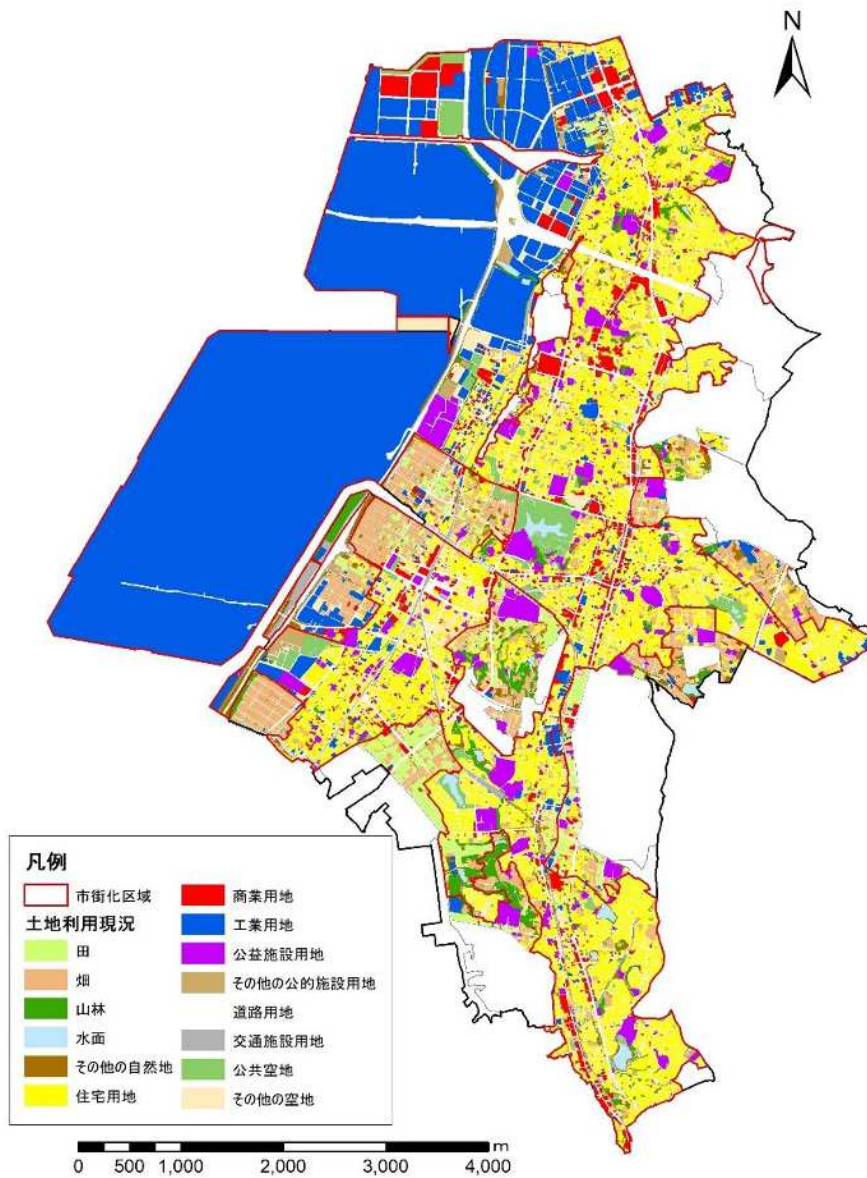 N
凡例
市街化区域
土地利用現況
田
畑
山林
水面
その他の自然地
住宅用地
商業用地
工業用地
公益施設用地
その他の公的施設用地
道路用地
交通施設用地
公共空地
その他の空地
m
0 500 1,000 2,000 3,000 4,000